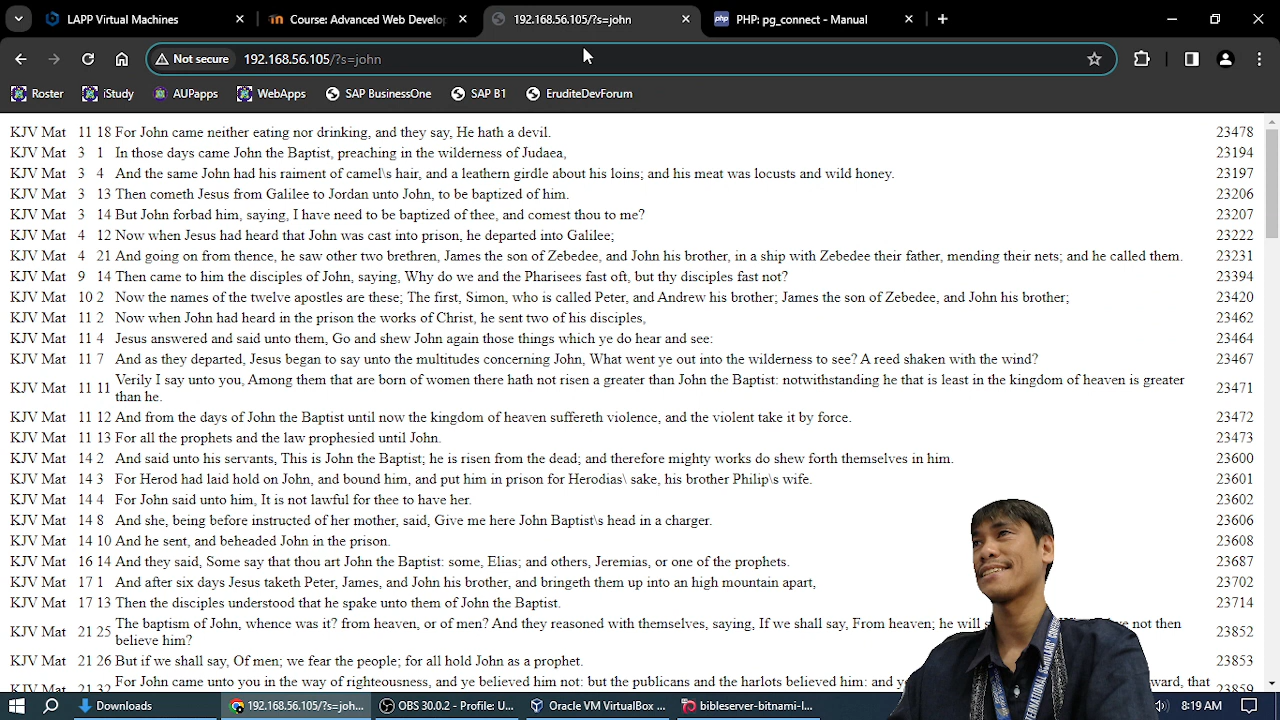 LAPP Virtual Machines
Course: Advanced Web Develop
192.168.56.105/?s=john
php
PHP: pg_connect - Manual
Not secure
192.168.56.105/?s=john
Roster
iStudy
AUPapps
WebApps
SAP BusinessOne
SAP B1
EruditeDevForum
KJV Mat 11 18 For John came neither eating nor drinking, and they say, He hath a devil. 23478
KJV Mat 3 1 In those days came John the Baptist, preaching in the wilderness of Judaea, 23194
KJV Mat 3 4 And the same John had his raiment of camel\s hair, and a leathern girdle about his loins; and his meat was locusts and wild honey. 23197
KJV Mat 3 13 Then cometh Jesus from Galilee to Jordan unto John, to be baptized of him. 23206
KJV Mat 3 14 But John forbad him, saying, I have need to be baptized of thee, and comest thou to me? 23207
KJV Mat 4 12 Now when Jesus had heard that John was cast into prison, he departed into Galilee; 23222
KJV Mat 4 21 And going on from thence, he saw other two brethren, James the son of Zebedee, and John his brother, in a ship with Zebedee their father, mending their nets; and he called them. 23231
KJV Mat 9 14 Then came to him the disciples of John, saying, Why do we and the Pharisees fast oft, but thy disciples fast not? 23394
KJV Mat 10 2 Now the names of the twelve apostles are these; The first, Simon, who is called Peter, and Andrew his brother; James the son of Zebedee, and John his brother; 23420
KJV Mat 11 2 Now when John had heard in the prison the works of Christ, he sent two of his disciples, 23462
KJV Mat 11 4 Jesus answered and said unto them, Go and shew John again those things which ye do hear and see: 23464
KJV Mat 11 7 And as they departed, Jesus began to say unto the multitudes concerning John, What went ye out into the wilderness to see? A reed shaken with the wind? 23467
KJV Mat 11 11 Verily I say unto you, Among them that are born of women there hath not risen a greater than John the Baptist: notwithstanding he that is least in the kingdom of heaven is greater
than he. 23471
KJV Mat 11 12 And from the days of John the Baptist until now the kingdom of heaven suffereth violence, and the violent take it by force. 23472
KJV Mat 11 13 For all the prophets and the law prophesied until John. 23473
KJV Mat 14 2 And said unto his servants, This is John the Baptist; he is risen from the dead; and therefore mighty works do shew forth themselves in him. 23600
KJV Mat 14 3 For Herod had laid hold on John, and bound him, and put him in prison for Herodias\ sake, his brother Philip\s wife. 23601
KJV Mat 14 4 For John said unto him, It is not lawful for thee to have her. 23602
KJV Mat 14 8 And she, being before instructed of her mother, said, Give me here John Baptist\s head in a charger. 23606
KJV Mat 14 10 And he sent, and beheaded John in the prison. 23608
KJV Mat 16 14 And they said, Some say that thou art John the Baptist: some, Elias; and others, Jeremias, or one of the prophets. 23687
KJV Mat 17 1 And after six days Jesus taketh Peter, James, and John his brother, and bringeth them up into an high mountain apart, 23702
KJV Mat 17 13 Then the disciples understood that he spake unto them of John the Baptist. 23714
KJV Mat 21 25 The baptism of John, whence was it? from heaven, or of men? And they reasoned with themselves, saying, If we shall say, From heaven; he will not then
believe him? 23852
KJV Mat 21 26 But if we shall say, Of men; we fear the people; for all hold John as a prophet. 23853
KJV Mat 21 32 For John came unto you in the way of righteousness, and ye believed him not: but the publicans and the harlots believed him: and that 23859
Downloads
192.168.56.105/?s=joh...
OBS 30.0.2 - Profile: U...
Oracle VM VirtualBox ...
bibleserver-bitnami-l...
8:19 AM